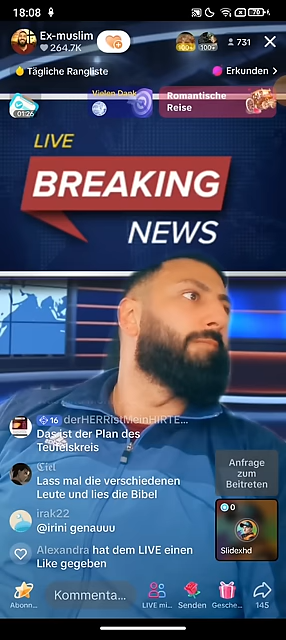 18:08
70
Ex-muslim
264.7K
100+
100+
731
Tägliche Rangliste
Erkunden
01:26
Vielen Dank
Romantische
Reise
LIVE
BREAKING
NEWS
16 derHERRistMeinHIRTE...
Das ist der Plan des
Teufelskreis
Ciel
Lass mal die verschiedenen
Leute und lies die Bibel
irak22
@irini genauuu
Alexandra hat dem LIVE einen
Like gegeben
Anfrage
zum
Beitreten
0
Slidexhd
Abonn...
Kommenta...
LIVE mi...
Senden
Gesche...
145